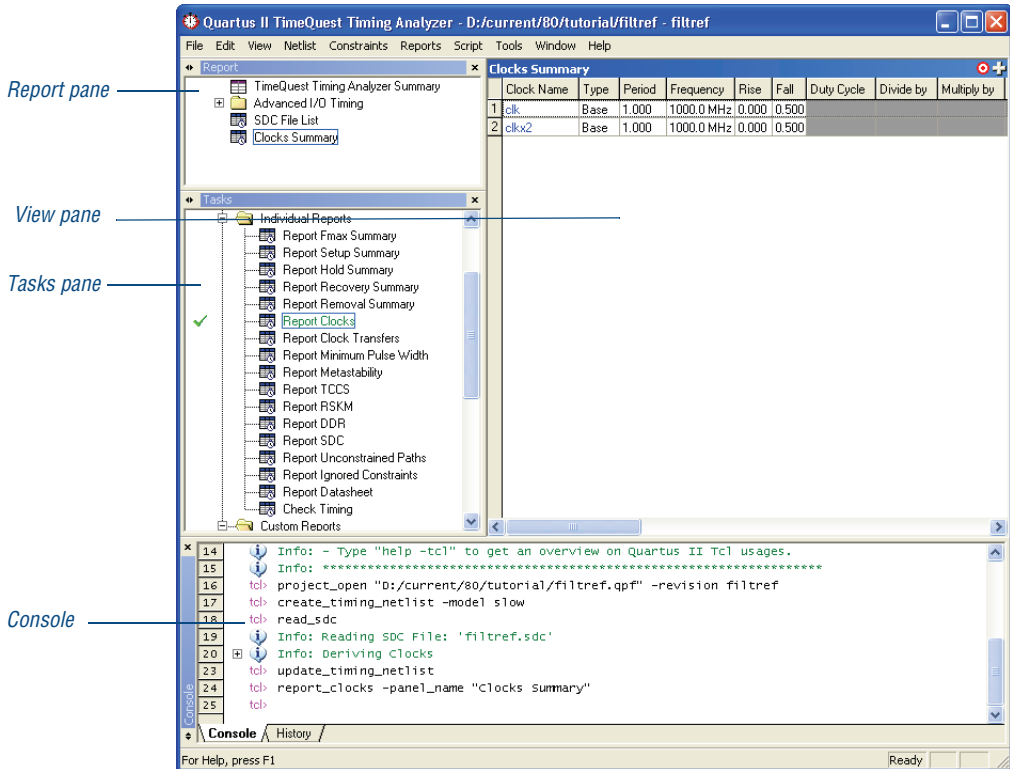 Quartus II TimeQuest Timing Analyzer - D:/current/80/tutorial/filtref - filtref
File Edit View Netlist Constraints Reports Script Tools Window Help
Report pane
Report
TimeQuest Timing Analyzer Summary
Advanced I/O Timing
SDC File List
Clocks Summary
Clocks Summary
Clock Name Type Period Frequency Rise Fall Duty Cycle Divide by Multiply by
1 clk Base 1.000 1000.0 MHz 0.000 0.500
2 clkx2 Base 1.000 1000.0 MHz 0.000 0.500
View pane
Tasks pane
Tasks
Individual Reports
Report Fmax Summary
Report Setup Summary
Report Hold Summary
Report Recovery Summary
Report Removal Summary
Report Clocks
Report Clock Transfers
Report Minimum Pulse Width
Report Metastability
Report TCCS
Report RSKM
Report DDR
Report SDC
Report Unconstrained Paths
Report Ignored Constraints
Report Datasheet
Check Timing
Custom Reports
Console
14 Info: - Type "help -tcl" to get an overview on Quartus II Tcl usages.
15 Info: *******************************************************************
16 tcl> project_open "D:/current/80/tutorial/filtref.qpf" -revision filtref
17 tcl> create_timing_netlist -model slow
18 tcl> read_sdc
19 Info: Reading SDC File: 'filtref.sdc'
20 Info: Deriving Clocks
23 tcl> update_timing_netlist
24 tcl> report_clocks -panel_name "Clocks Summary"
25 tcl>
Console
Console History
For Help, press F1
Ready